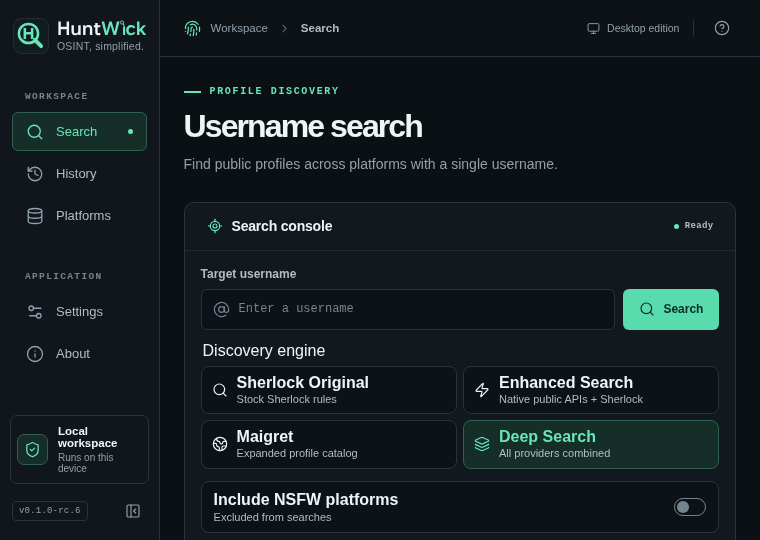 HuntWick
OSINT, simplified.
WORKSPACE
Search
History
Platforms
APPLICATION
Settings
About
Local
workspace
Runs on this
device
v0.1.0-rc.6
Workspace
Search
Desktop edition
PROFILE DISCOVERY
Username search
Find public profiles across platforms with a single username.
Search console
Ready
Target username
Enter a username
Search
Discovery engine
Sherlock Original
Stock Sherlock rules
Enhanced Search
Native public APIs + Sherlock
Maigret
Expanded profile catalog
Deep Search
All providers combined
Include NSFW platforms
Excluded from searches